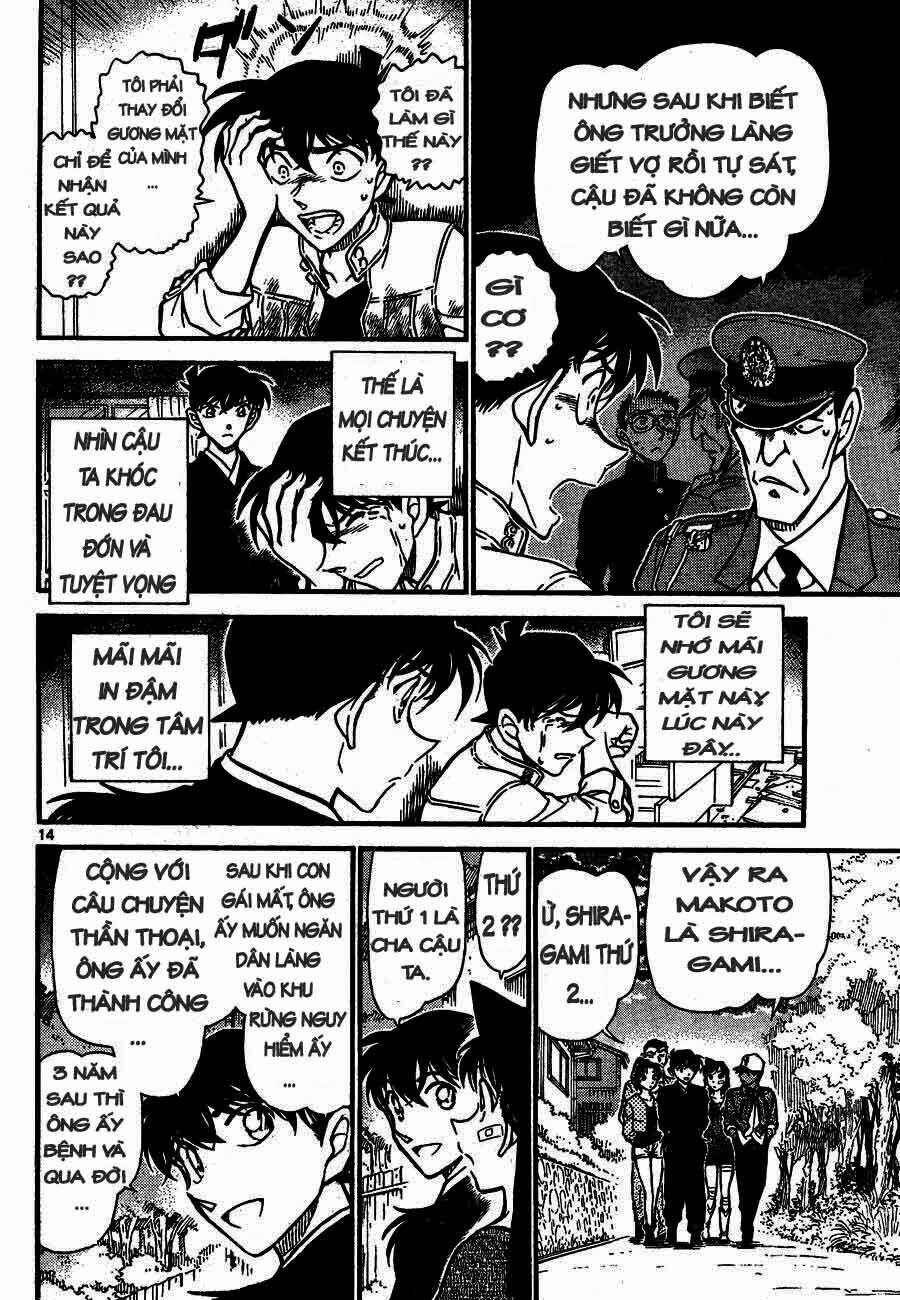 NHƯNG SAU KHI BIẾT
ÔNG TRƯỞNG LÀNG
GIẾT VỢ RỒI TỰ SÁT,
CẬU ĐÃ KHÔNG CÒN
BIẾT GÌ NỮA...
GÌ
CƠ
??
TÔI ĐÃ
LÀM GÌ
THẾ NÀY
??
TÔI PHẢI
THAY ĐỔI
GƯƠNG MẶT
CỦA MÌNH
...
CHỈ ĐỂ
NHẬN
KẾT QUẢ
NÀY
SAO
??
THẾ LÀ
MỌI CHUYỆN
KẾT THÚC...
NHÌN CẬU
TA KHÓC
TRONG ĐAU
ĐỚN VÀ
TUYỆT VỌNG
TÔI SẼ
NHỚ MÃI
GƯƠNG
MẶT NÀY,
LÚC NÀY
ĐÂY...
MÃI MÃI
IN ĐẬM
TRONG TÂM
TRÍ TÔI...
14
VẬY RA
MAKOTO
LÀ SHIRA-
GAMI...
Ừ, SHIRA-
GAMI THỨ
2...
THỨ
2 ??
NGƯỜI
THỨ 1 LÀ
CHA CẬU
TA.
SAU KHI CON
GÁI MẤT, ÔNG
ẤY MUỐN NGĂN
DÂN LÀNG
VÀO KHU
RỪNG NGUY
HIỂM ẤY
...
CỘNG VỚI
CÂU CHUYỆN
THẦN THOẠI,
ÔNG ẤY ĐÃ
THÀNH CÔNG
...
3 NĂM
SAU THÌ
ÔNG ẤY
BỆNH VÀ
QUA ĐỜI
...